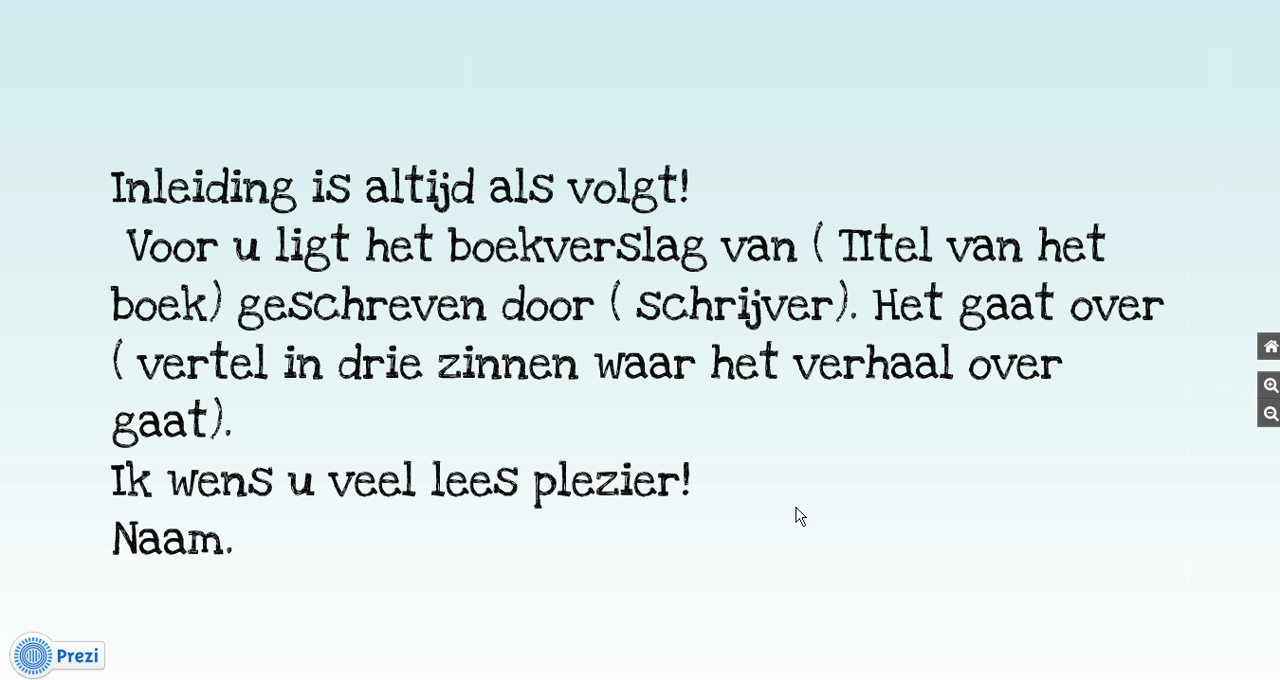 Inleiding is altijd als volgt!
Voor u ligt het boekverslag van ( TItel van het
boek) geschreven door ( schrijver). Het gaat over
( vertel in drie zinnen waar het verhaal over
gaat).
Ik wens u veel lees plezier!
Naam.
Prezi